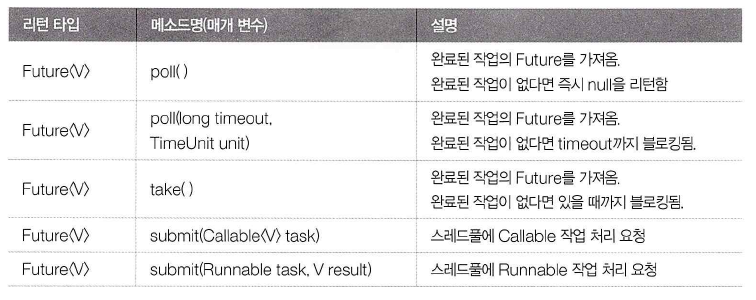 리턴 타입 메소드명(매개 변수) 설명
Future〈V〉 poll( ) 완료된 작업의 Future를 가져옴.
완료된 작업이 없다면 즉시 null을 리턴함
Future〈V〉 poll(long timeout, 완료된 작업의 Future를 가져옴.
TimeUnit unit) 완료된 작업이 없다면 timeout까지 블로킹됨.
Future〈V〉 take( ) 완료된 작업의 Future를 가져옴.
완료된 작업이 없다면 있을 때까지 블로킹됨.
Future〈V〉 submit(Callable〈V〉 task) 스레드풀에 Callable 작업 처리 요청
Future〈V〉 submit(Runnable task, V result) 스레드풀에 Runnable 작업 처리 요청